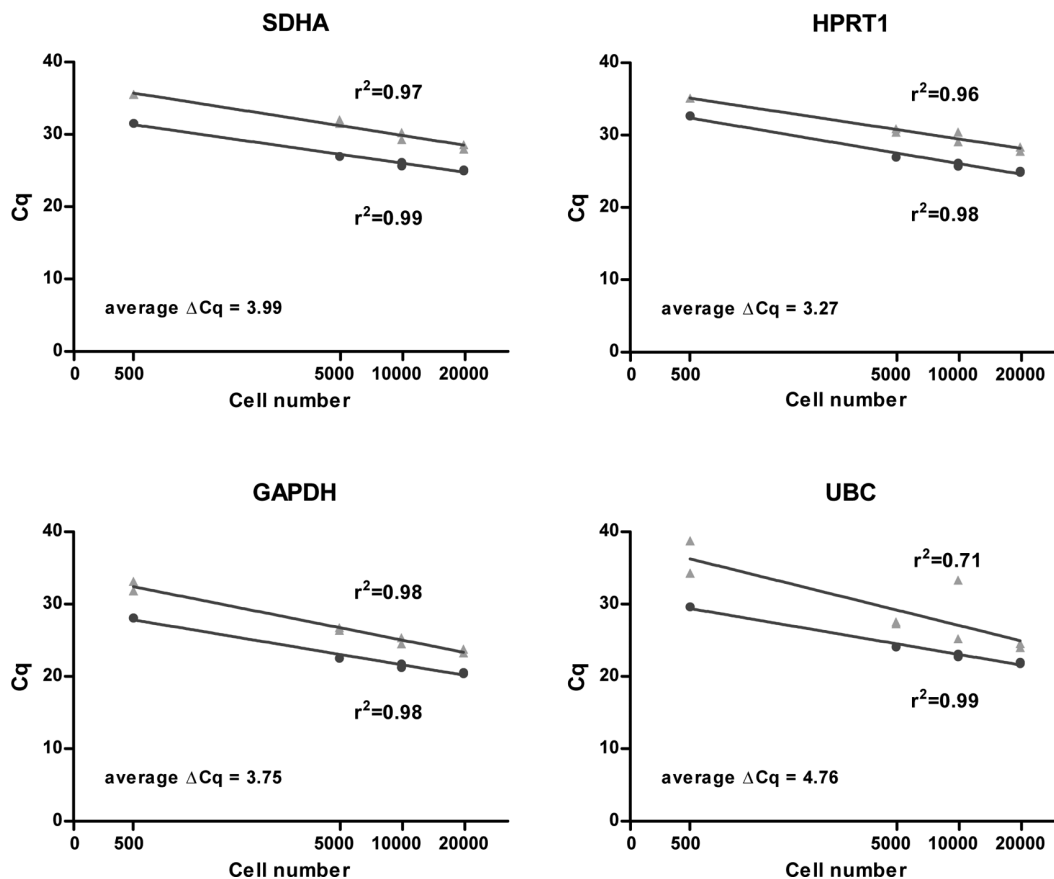 SDHA
40
30
20
10
0
Cq
r²=0.97
r²=0.99
average ΔCq = 3.99
0 500 5000 10000 20000
Cell number
HPRT1
40
30
20
10
0
Cq
r²=0.96
r²=0.98
average ΔCq = 3.27
0 500 5000 10000 20000
Cell number
GAPDH
40
30
20
10
0
Cq
r²=0.98
r²=0.98
average ΔCq = 3.75
0 500 5000 10000 20000
Cell number
UBC
40
30
20
10
0
Cq
r²=0.71
r²=0.99
average ΔCq = 4.76
0 500 5000 10000 20000
Cell number